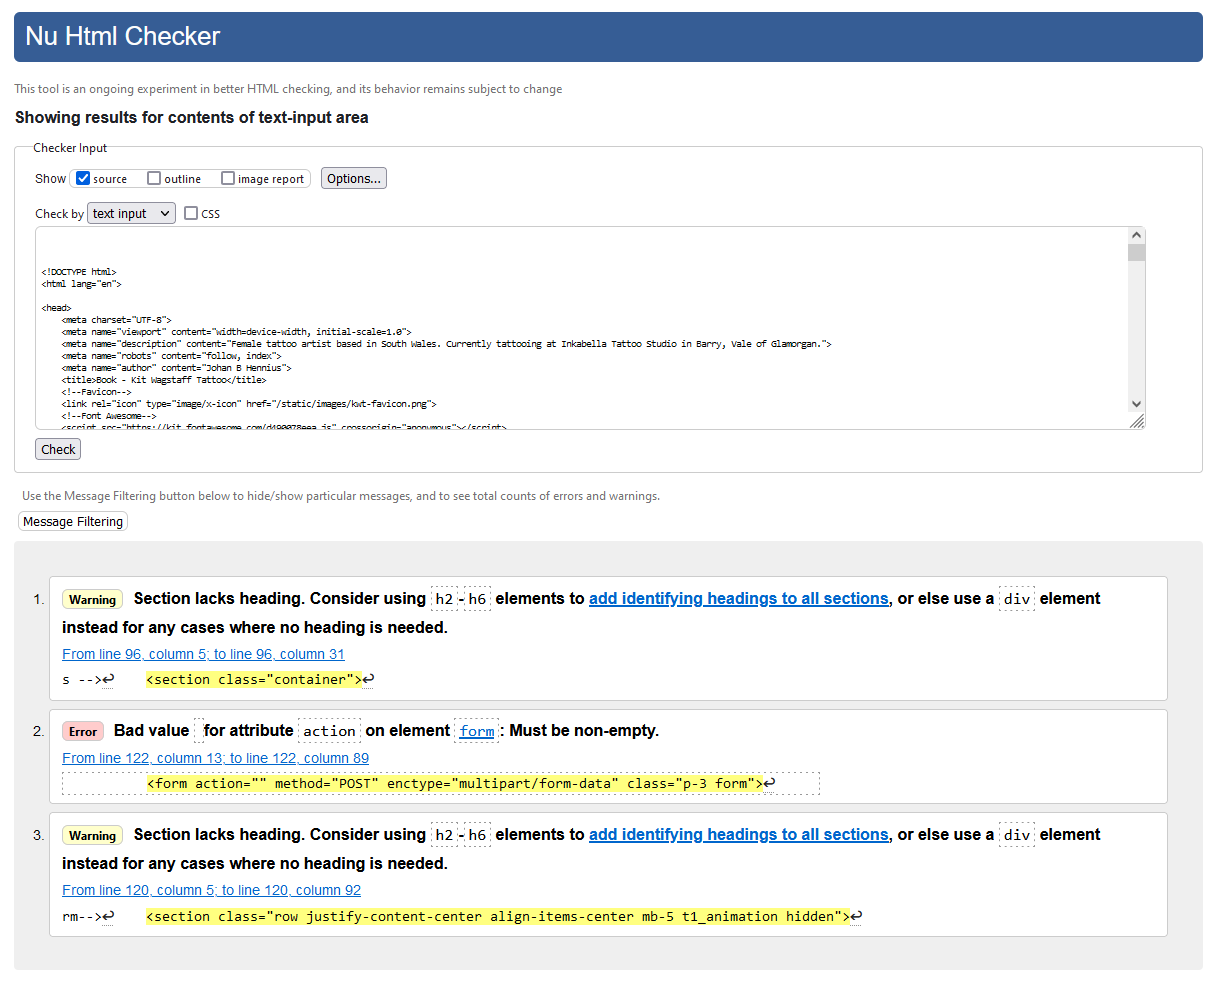 Nu Html Checker
This tool is an ongoing experiment in better HTML checking, and its behavior remains subject to change
Showing results for contents of text-input area
Checker Input
Show source outline image report Options...
Check by text input CSS
<!DOCTYPE html>
<html lang="en">
<head>
<meta charset="UTF-8">
<meta name="viewport" content="width=device-width, initial-scale=1.0">
<meta name="description" content="Female tattoo artist based in South Wales. Currently tattooing at Inkabella Tattoo Studio in Barry, Vale of Glamorgan.">
<meta name="robots" content="follow, index">
<meta name="author" content="Johan B Hennius">
<title>Book - Kit Wagstaff Tattoo</title>
<!--Favicon-->
<link rel="icon" type="image/x-icon" href="/static/images/kwt-favicon.png">
<!--Font Awesome-->
<script src="https://kit.fontawesome.com/d490078eea.js" crossorigin="anonymous"></script>
Check
Use the Message Filtering button below to hide/show particular messages, and to see total counts of errors and warnings.
Message Filtering
1. Warning Section lacks heading. Consider using h2-h6 elements to add identifying headings to all sections, or else use a div element
instead for any cases where no heading is needed.
From line 96, column 5; to line 96, column 31
s -->↩ <section class="container">↩
2. Error Bad value for attribute action on element form: Must be non-empty.
From line 122, column 13; to line 122, column 89
<form action="" method="POST" enctype="multipart/form-data" class="p-3 form">↩
3. Warning Section lacks heading. Consider using h2-h6 elements to add identifying headings to all sections, or else use a div element
instead for any cases where no heading is needed.
From line 120, column 5; to line 120, column 92
rm-->↩ <section class="row justify-content-center align-items-center mb-5 t1_animation hidden">↩